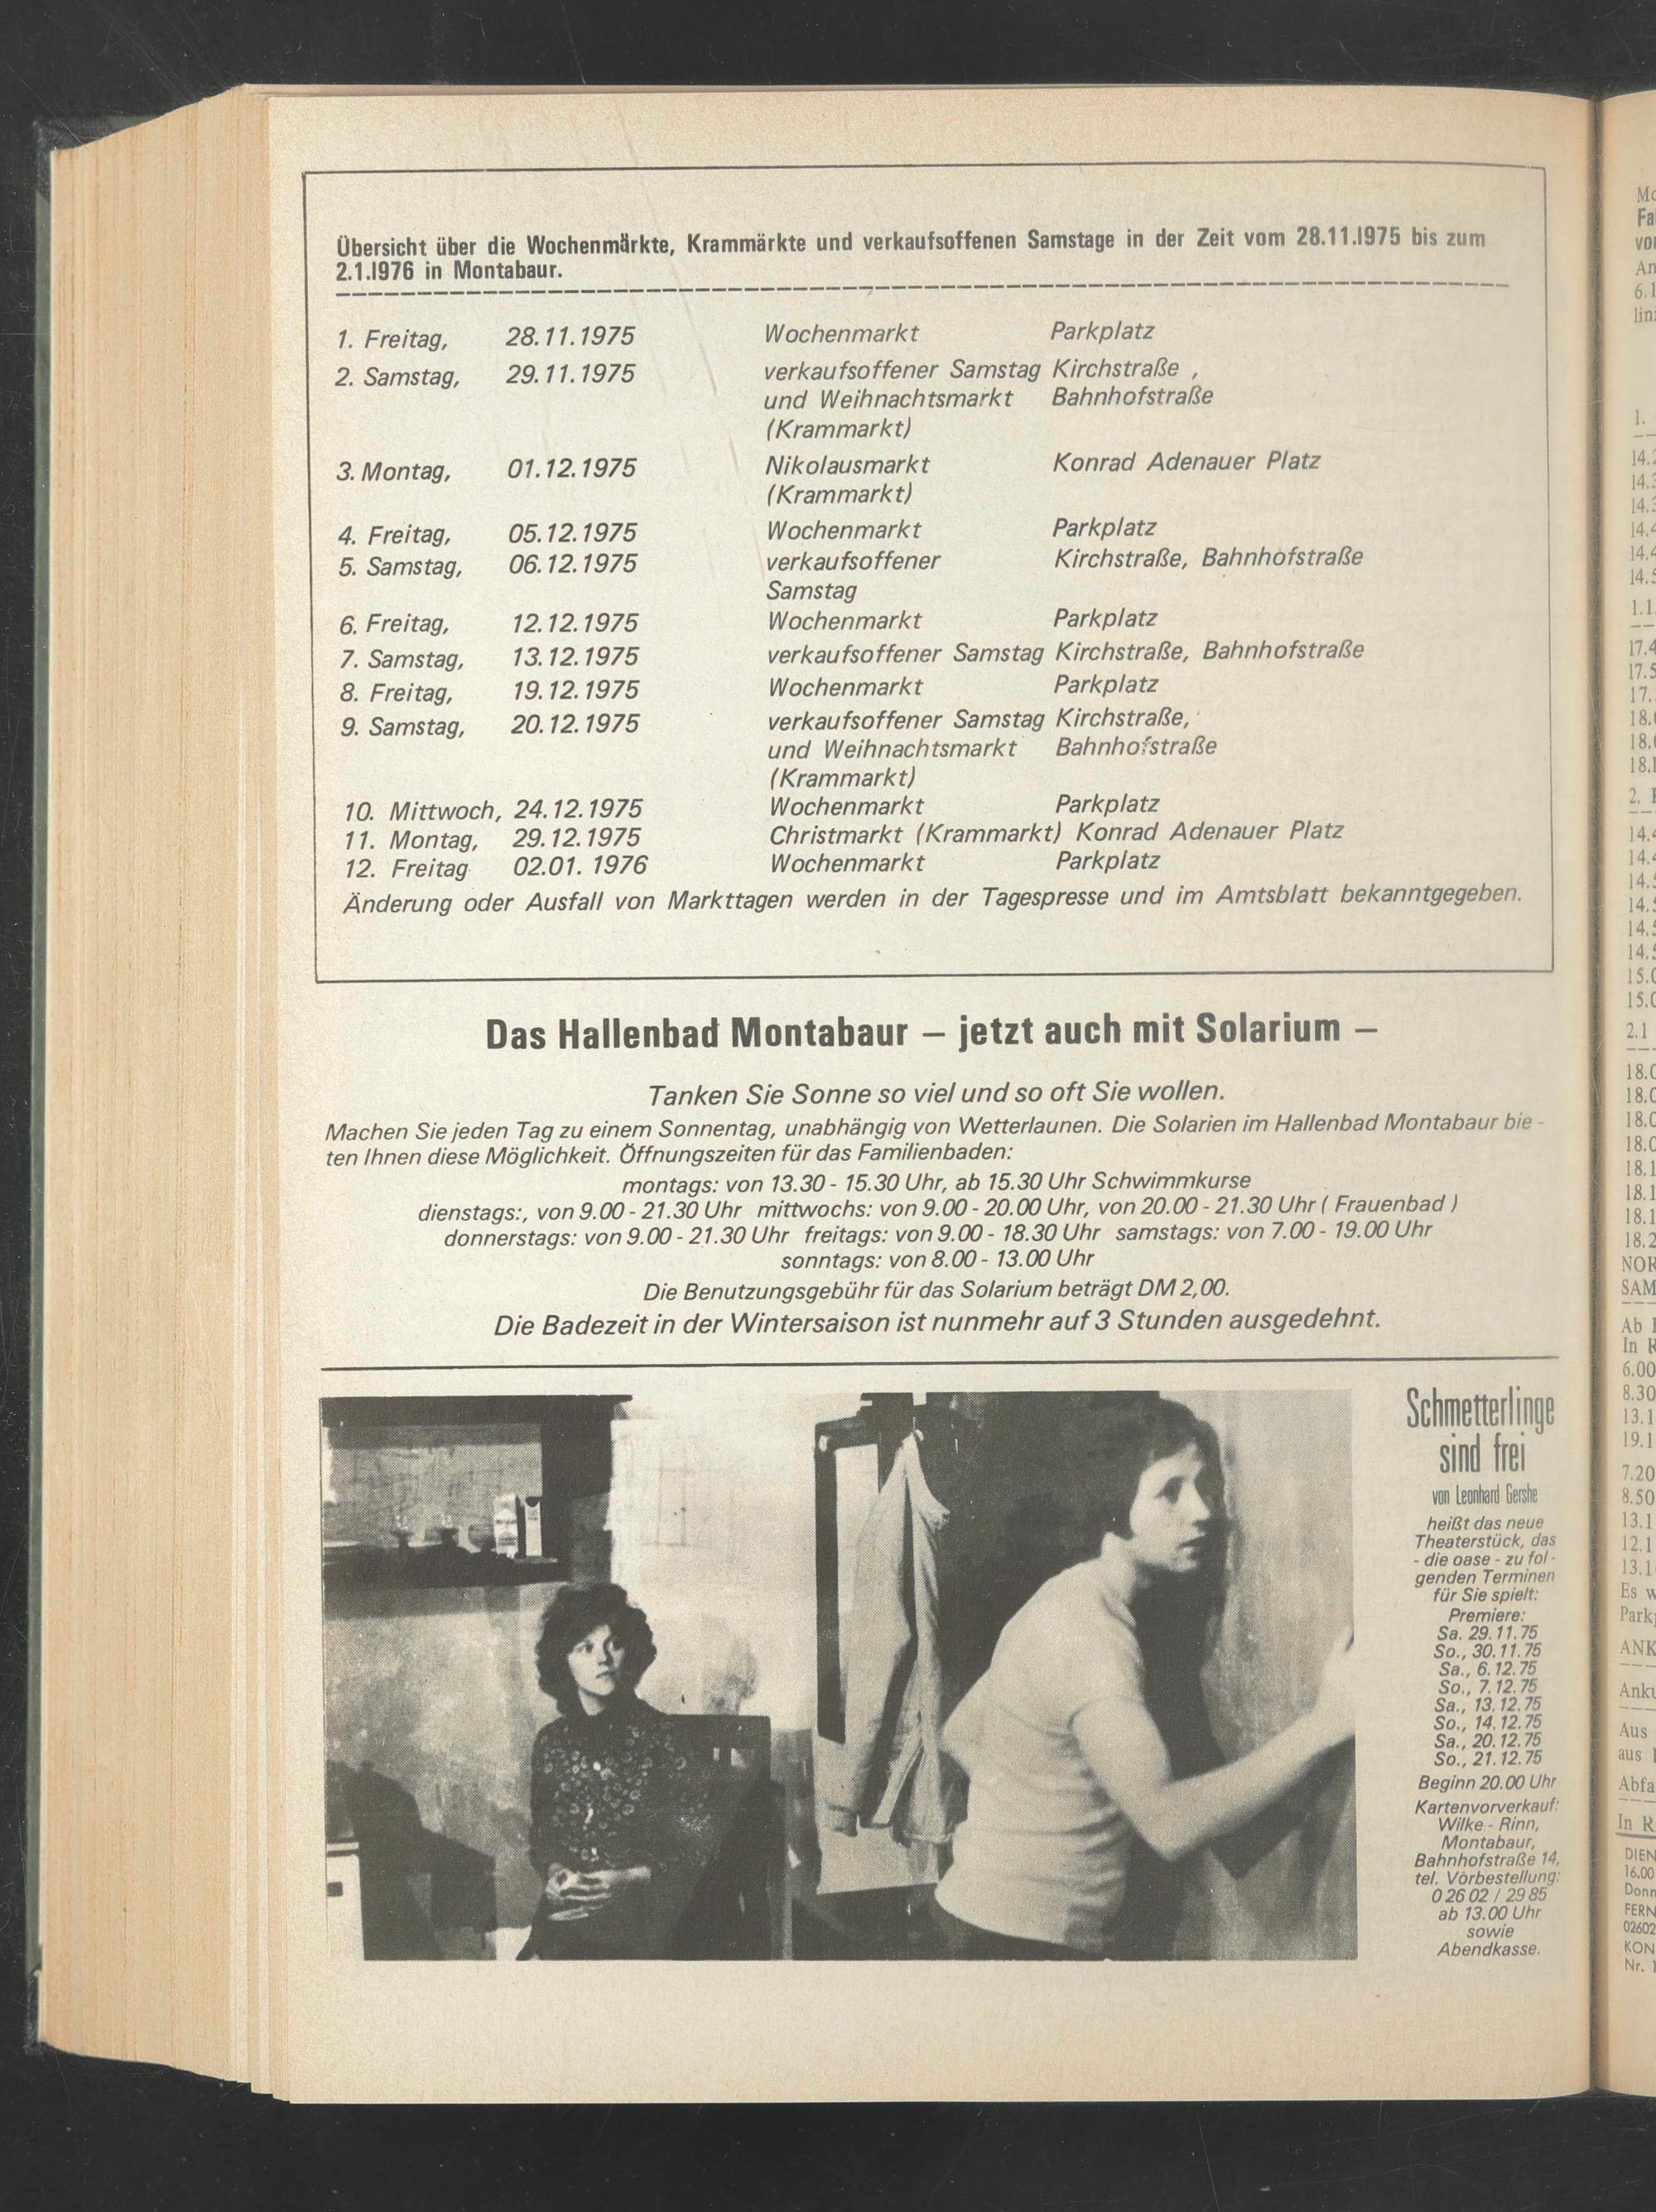 Übersicht über die Wochenmärkte, Krammärkte und verkaufsoffenen Samstage in der Zeit vom 28.11.1975 bis zum
2.1.1976 in Montabaur.
1. Freitag, 28.11.1975 Wochenmarkt Parkplatz
2. Samstag, 29.11.1975 verkaufsoffener Samstag Kirchstraße ,
und Weihnachtsmarkt Bahnhofstraße
(Krammarkt)
3. Montag, 01.12.1975 Nikolausmarkt Konrad Adenauer Platz
(Krammarkt)
4. Freitag, 05.12.1975 Wochenmarkt Parkplatz
5. Samstag, 06.12.1975 verkaufsoffener Kirchstraße, Bahnhofstraße
Samstag
6. Freitag, 12.12.1975 Wochenmarkt Parkplatz
7. Samstag, 13.12.1975 verkaufsoffener Samstag Kirchstraße, Bahnhofstraße
8. Freitag, 19.12.1975 Wochenmarkt Parkplatz
9. Samstag, 20.12.1975 verkaufsoffener Samstag Kirchstraße,
und Weihnachtsmarkt Bahnhofstraße
(Krammarkt)
10. Mittwoch, 24.12.1975 Wochenmarkt Parkplatz
11. Montag, 29.12.1975 Christmarkt (Krammarkt) Konrad Adenauer Platz
12. Freitag 02.01. 1976 Wochenmarkt Parkplatz
Änderung oder Ausfall von Markttagen werden in der Tagespresse und im Amtsblatt bekanntgegeben.
Das Hallenbad Montabaur – jetzt auch mit Solarium –
Tanken Sie Sonne so viel und so oft Sie wollen.
Machen Sie jeden Tag zu einem Sonnentag, unabhängig von Wetterlaunen. Die Solarien im Hallenbad Montabaur bie -
ten Ihnen diese Möglichkeit. Öffnungszeiten für das Familienbaden:
montags: von 13.30 - 15.30 Uhr, ab 15.30 Uhr Schwimmkurse
dienstags:, von 9.00 - 21.30 Uhr mittwochs: von 9.00 - 20.00 Uhr, von 20.00 - 21.30 Uhr ( Frauenbad )
donnerstags: von 9.00 - 21.30 Uhr freitags: von 9.00 - 18.30 Uhr samstags: von 7.00 - 19.00 Uhr
sonntags: von 8.00 - 13.00 Uhr
Die Benutzungsgebühr für das Solarium beträgt DM 2,00.
Die Badezeit in der Wintersaison ist nunmehr auf 3 Stunden ausgedehnt.
Schmetterlinge
sind frei
von Leonhard Gershe
heißt das neue
Theaterstück, das
- die oase - zu fol -
genden Terminen
für Sie spielt:
Premiere:
Sa. 29.11.75
So., 30.11.75
Sa., 6.12.75
So., 7.12.75
Sa., 13.12.75
So., 14.12.75
Sa., 20.12.75
So., 21.12.75
Beginn 20.00 Uhr
Kartenvorverkauf:
Wilke - Rinn,
Montabaur,
Bahnhofstraße 14,
tel. Vorbestellung:
0 26 02 / 29 85
ab 13.00 Uhr
sowie
Abendkasse.